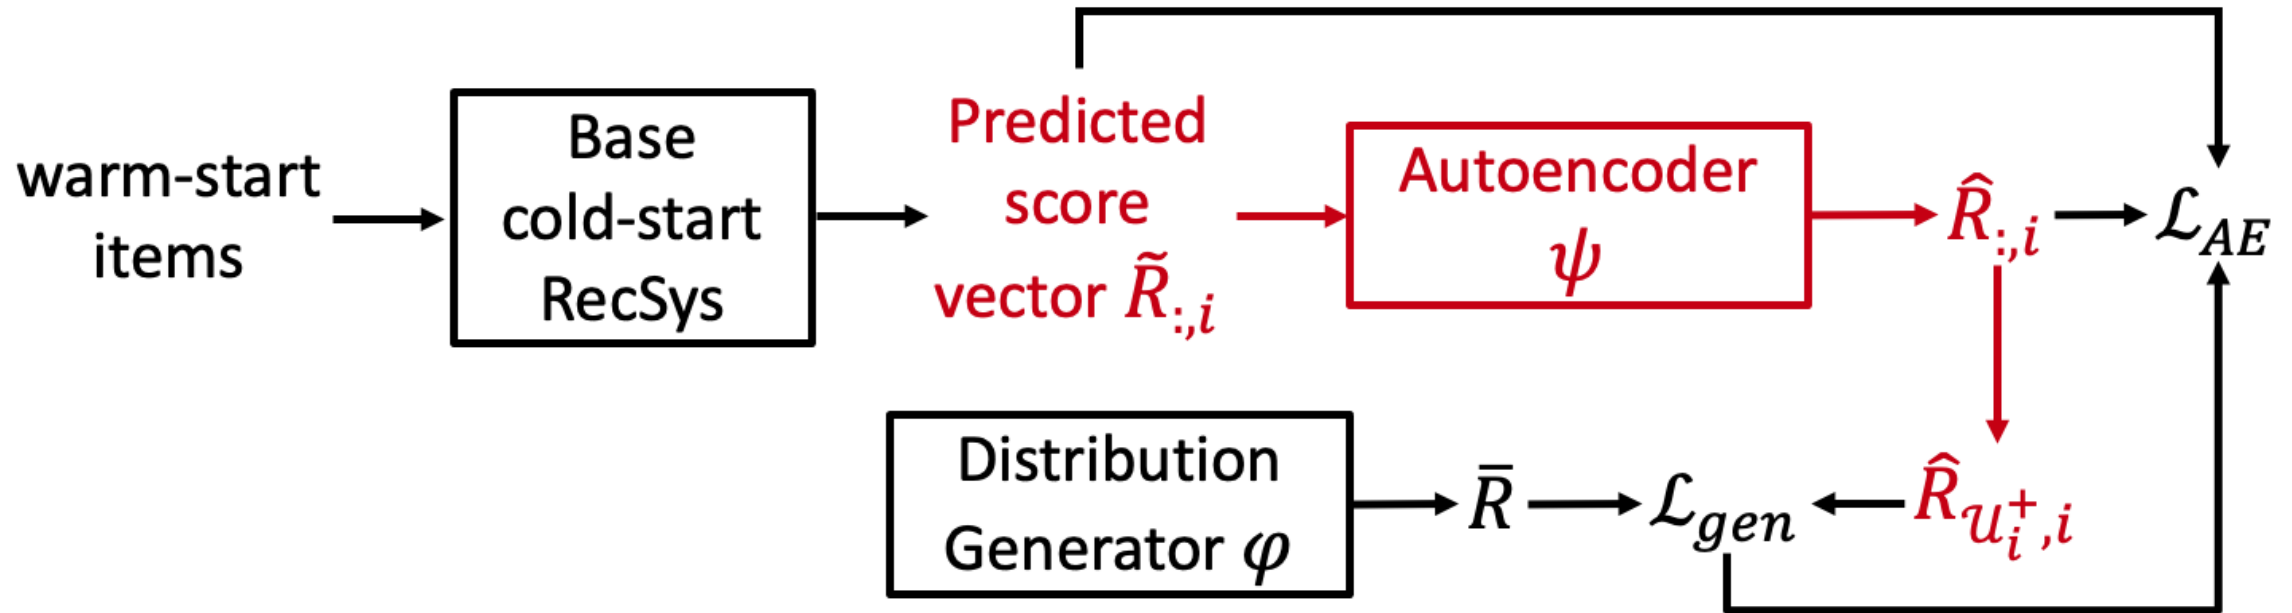 warm-start
items
Base
cold-start
RecSys
Predicted
score
vector R̃:,i
Autoencoder
ψ
R̂:,i
ℒAE
Distribution
Generator φ
R̄
ℒgen
R̂𝒰i+,i